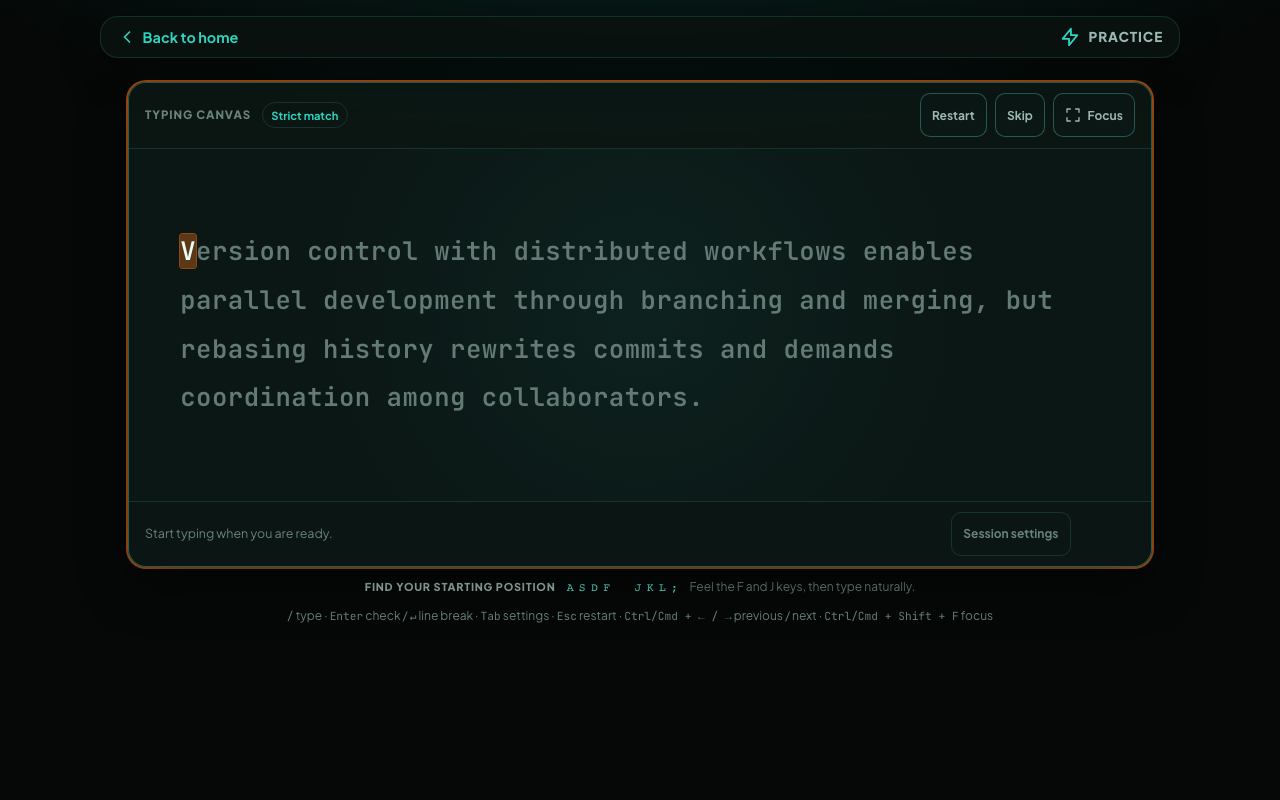 Back to home
PRACTICE
TYPING CANVAS
Strict match
Restart
Skip
Focus
Version control with distributed workflows enables
parallel development through branching and merging, but
rebasing history rewrites commits and demands
coordination among collaborators.
Start typing when you are ready.
Session settings
FIND YOUR STARTING POSITION A S D F J K L ; Feel the F and J keys, then type naturally.
/ type · Enter check / ↵ line break · Tab settings · Esc restart · Ctrl/Cmd + ← / → previous / next · Ctrl/Cmd + Shift + F focus